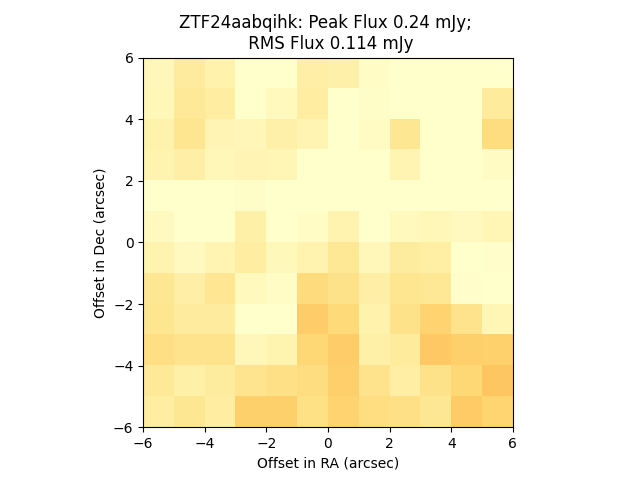 ZTF24aabqihk: Peak Flux 0.24 mJy;
RMS Flux 0.114 mJy
6
4
2
0
−2
−4
−6
Offset in Dec (arcsec)
−6 −4 −2 0 2 4 6
Offset in RA (arcsec)